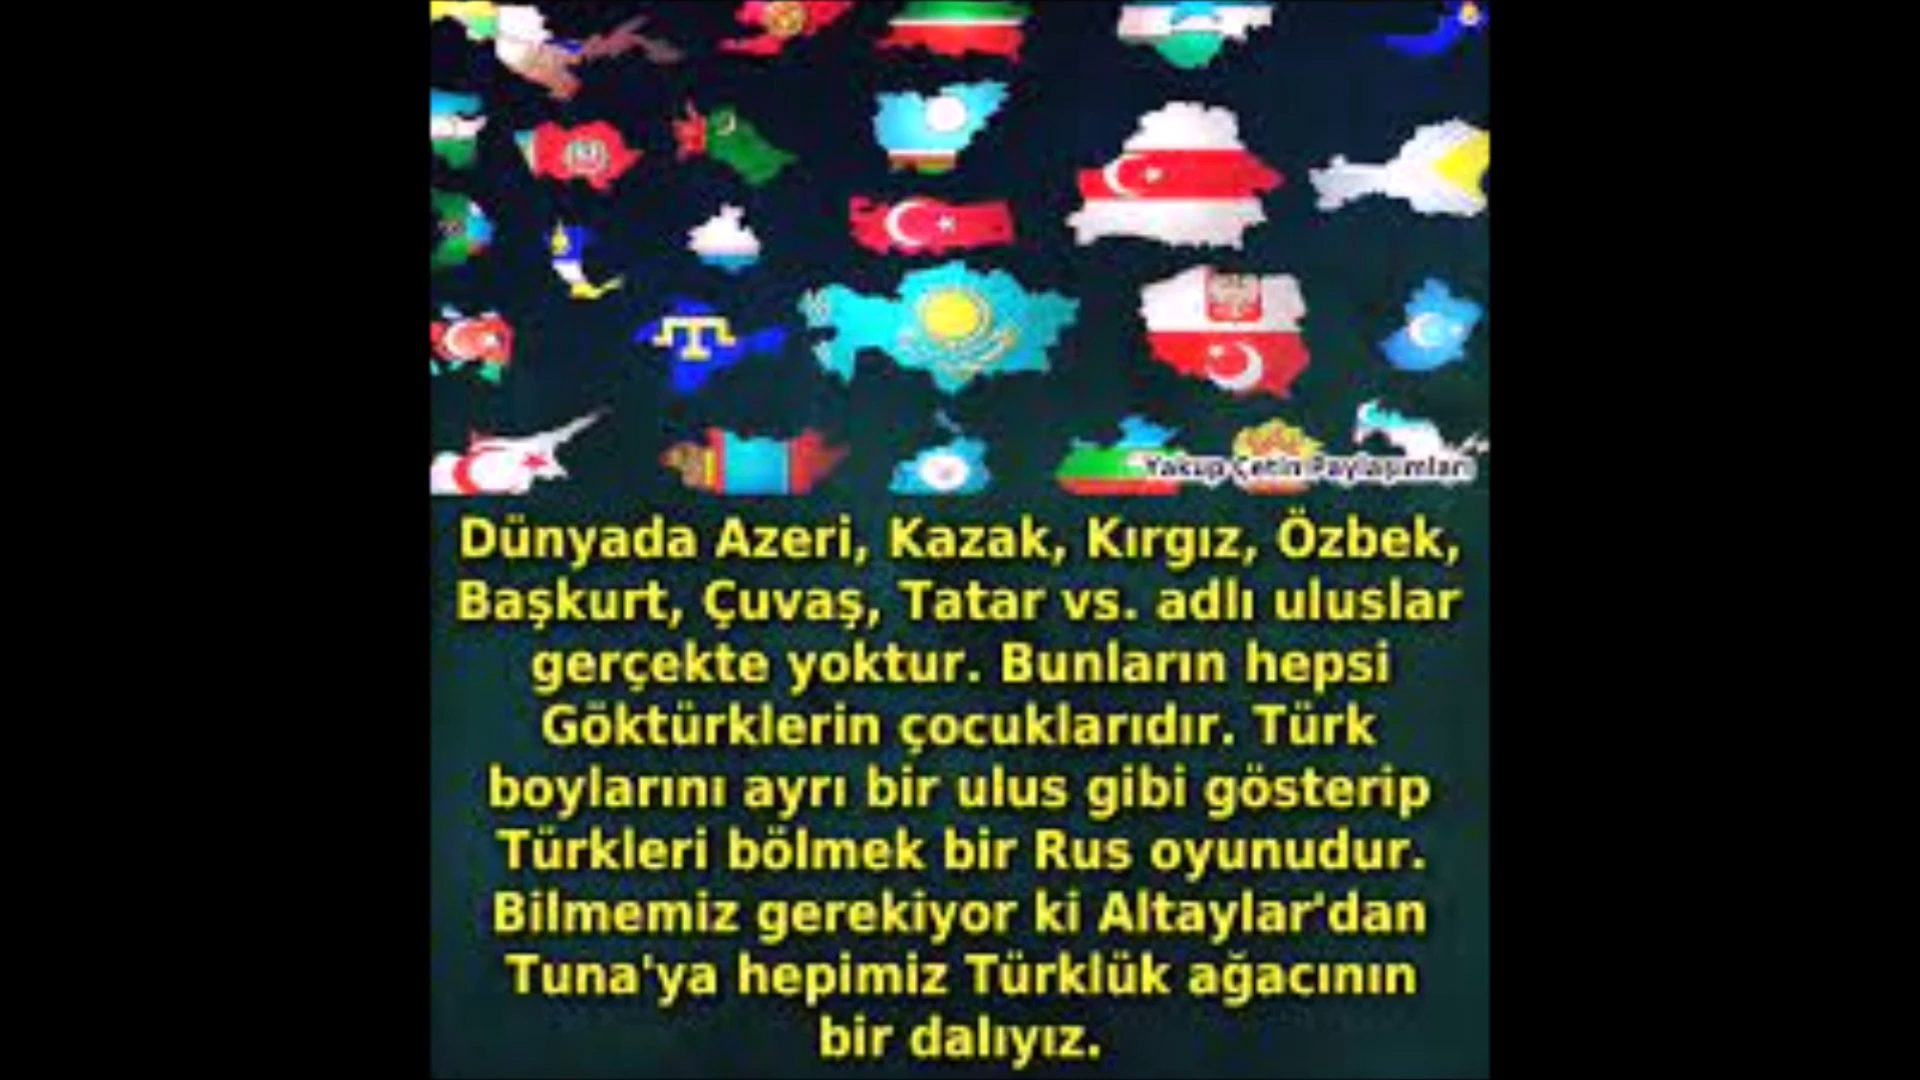 Yakup Çetin Paylaşımları
Dünyada Azeri, Kazak, Kırgız, Özbek,
Başkurt, Çuvaş, Tatar vs. adlı uluslar
gerçekte yoktur. Bunların hepsi
Göktürklerin çocuklarıdır. Türk
boylarını ayrı bir ulus gibi gösterip
Türkleri bölmek bir Rus oyunudur.
Bilmemiz gerekiyor ki Altaylar'dan
Tuna'ya hepimiz Türklük ağacının
bir dalıyız.